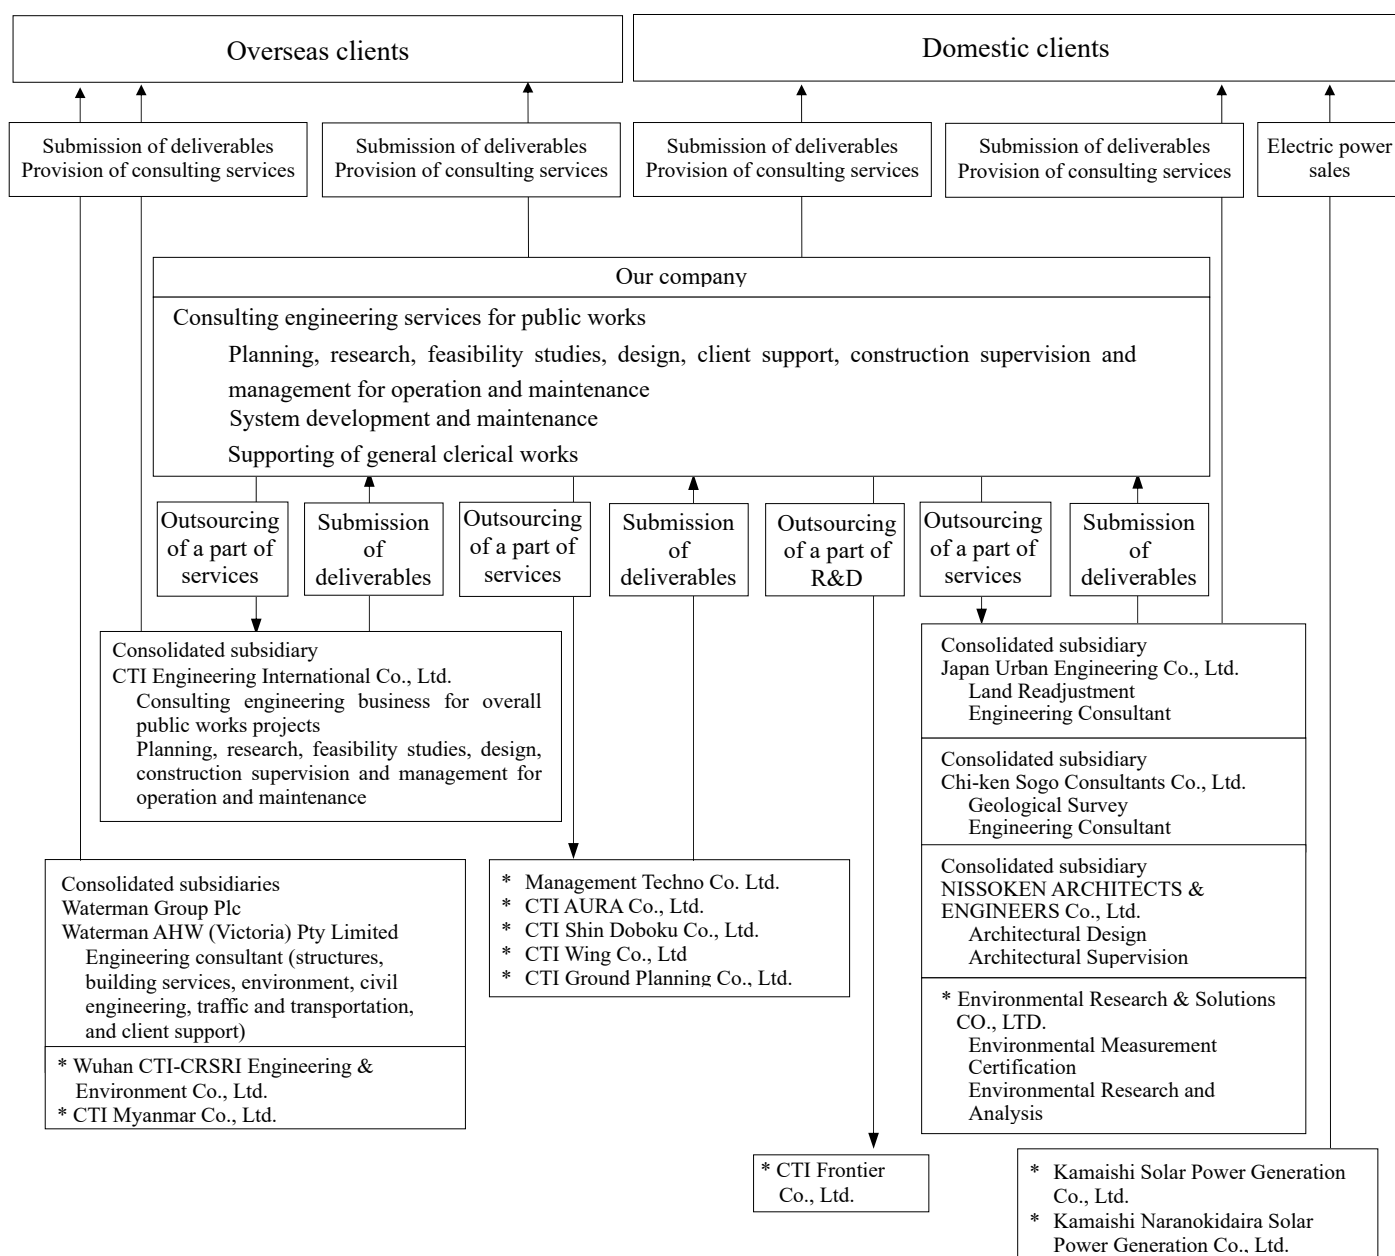 Overseas clients
Domestic clients
Submission of deliverables
Provision of consulting services
Submission of deliverables
Provision of consulting services
Submission of deliverables
Provision of consulting services
Submission of deliverables
Provision of consulting services
Electric power
sales
Our company
Consulting engineering services for public works
Planning, research, feasibility studies, design, client support, construction supervision and
management for operation and maintenance
System development and maintenance
Supporting of general clerical works
Outsourcing
of a part of
services
Submission
of
deliverables
Outsourcing
of a part of
services
Submission
of
deliverables
Outsourcing
of a part of
R&D
Outsourcing
of a part of
services
Submission
of
deliverables
Consolidated subsidiary
CTI Engineering International Co., Ltd.
Consulting engineering business for overall
public works projects
Planning, research, feasibility studies, design,
construction supervision and management for
operation and maintenance
Consolidated subsidiary
Japan Urban Engineering Co., Ltd.
Land Readjustment
Engineering Consultant
Consolidated subsidiary
Chi-ken Sogo Consultants Co., Ltd.
Geological Survey
Engineering Consultant
Consolidated subsidiary
NISSOKEN ARCHITECTS &
ENGINEERS Co., Ltd.
Architectural Design
Architectural Supervision
* Environmental Research & Solutions
CO., LTD.
Environmental Measurement
Certification
Environmental Research and
Analysis
Consolidated subsidiaries
Waterman Group Plc
Waterman AHW (Victoria) Pty Limited
Engineering consultant (structures,
building services, environment, civil
engineering, traffic and transportation,
and client support)
* Wuhan CTI-CRSRI Engineering &
Environment Co., Ltd.
* CTI Myanmar Co., Ltd.
* Management Techno Co. Ltd.
* CTI AURA Co., Ltd.
* CTI Shin Doboku Co., Ltd.
* CTI Wing Co., Ltd
* CTI Ground Planning Co., Ltd.
* CTI Frontier
Co., Ltd.
* Kamaishi Solar Power Generation
Co., Ltd.
* Kamaishi Naranokidaira Solar
Power Generation Co., Ltd.